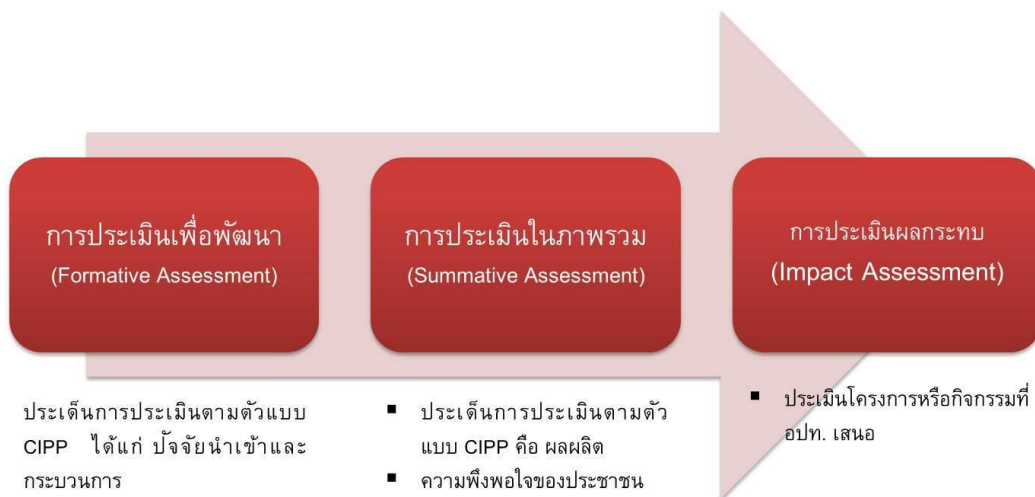 การประเมินเพื่อพัฒนา
(Formative Assessment)
การประเมินในภาพรวม
(Summative Assessment)
การประเมินผลกระทบ
(Impact Assessment)
ประเด็นการประเมินตามตัวแบบ
CIPP ได้แก่ ปัจจัยนำเข้าและ
กระบวนการ
▪ ประเด็นการประเมินตามตัว
แบบ CIPP คือ ผลผลิต
▪ ความพึงพอใจของประชาชน
▪ ประเมินโครงการหรือกิจกรรมที่
อปท. เสนอ